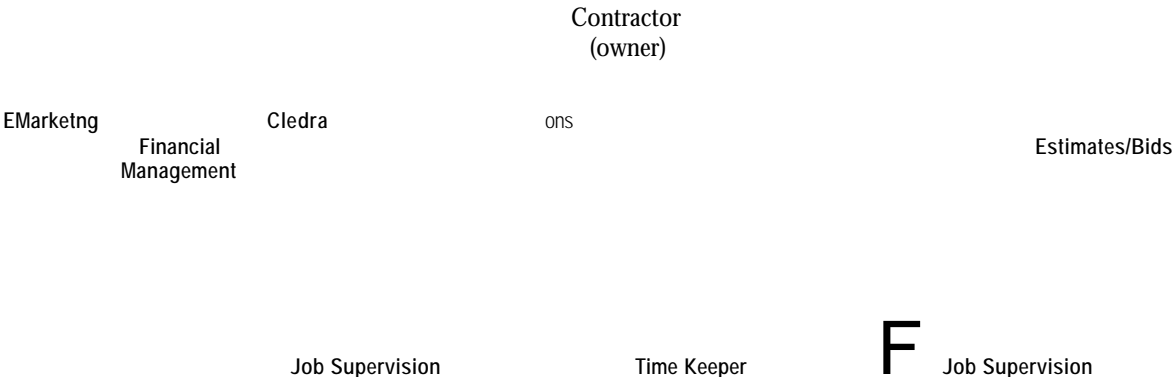 Contractor
(owner)
EMarketng Cledra ons
Financial Estimates/Bids
Management
F
Job Supervision Time Keeper Job Supervision